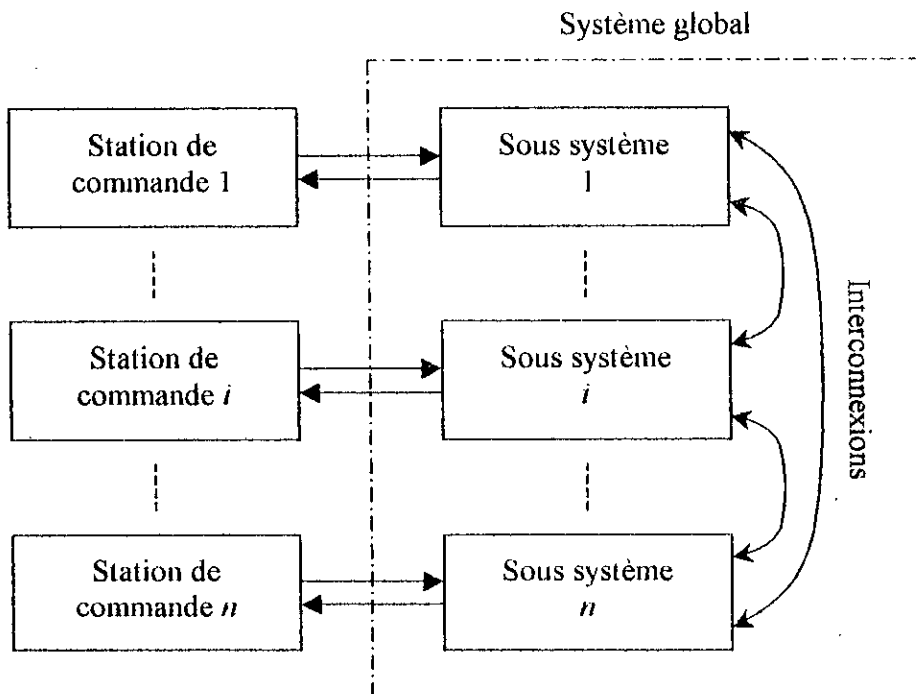 Système global
Station de
commande 1
Sous système
1
Station de
commande i
Sous système
i
Interconnexions
Station de
commande n
Sous système
n